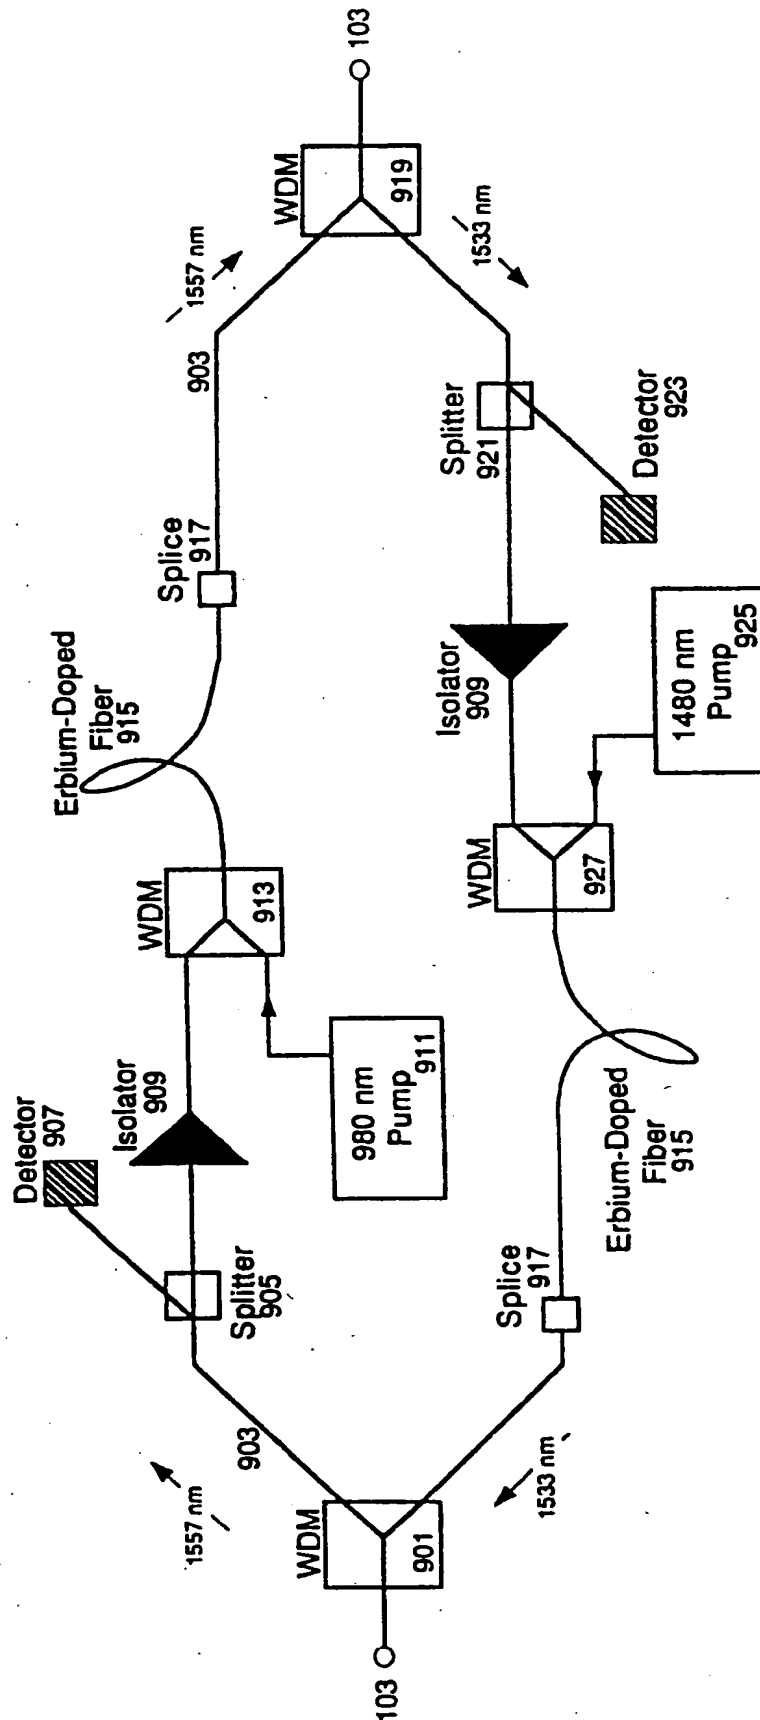 Detector
907
Splitter
905
Isolator
909
WDM
913
Erbium-Doped
Fiber
915
Splice
917
903
1557 nm
WDM
919
103
1557 nm
903
980 nm
Pump
911
WDM
901
103
1533 nm
Splice
917
Erbium-Doped
Fiber
915
WDM
927
1480 nm
Pump
925
Isolator
909
Splitter
921
Detector
923
1533 nm